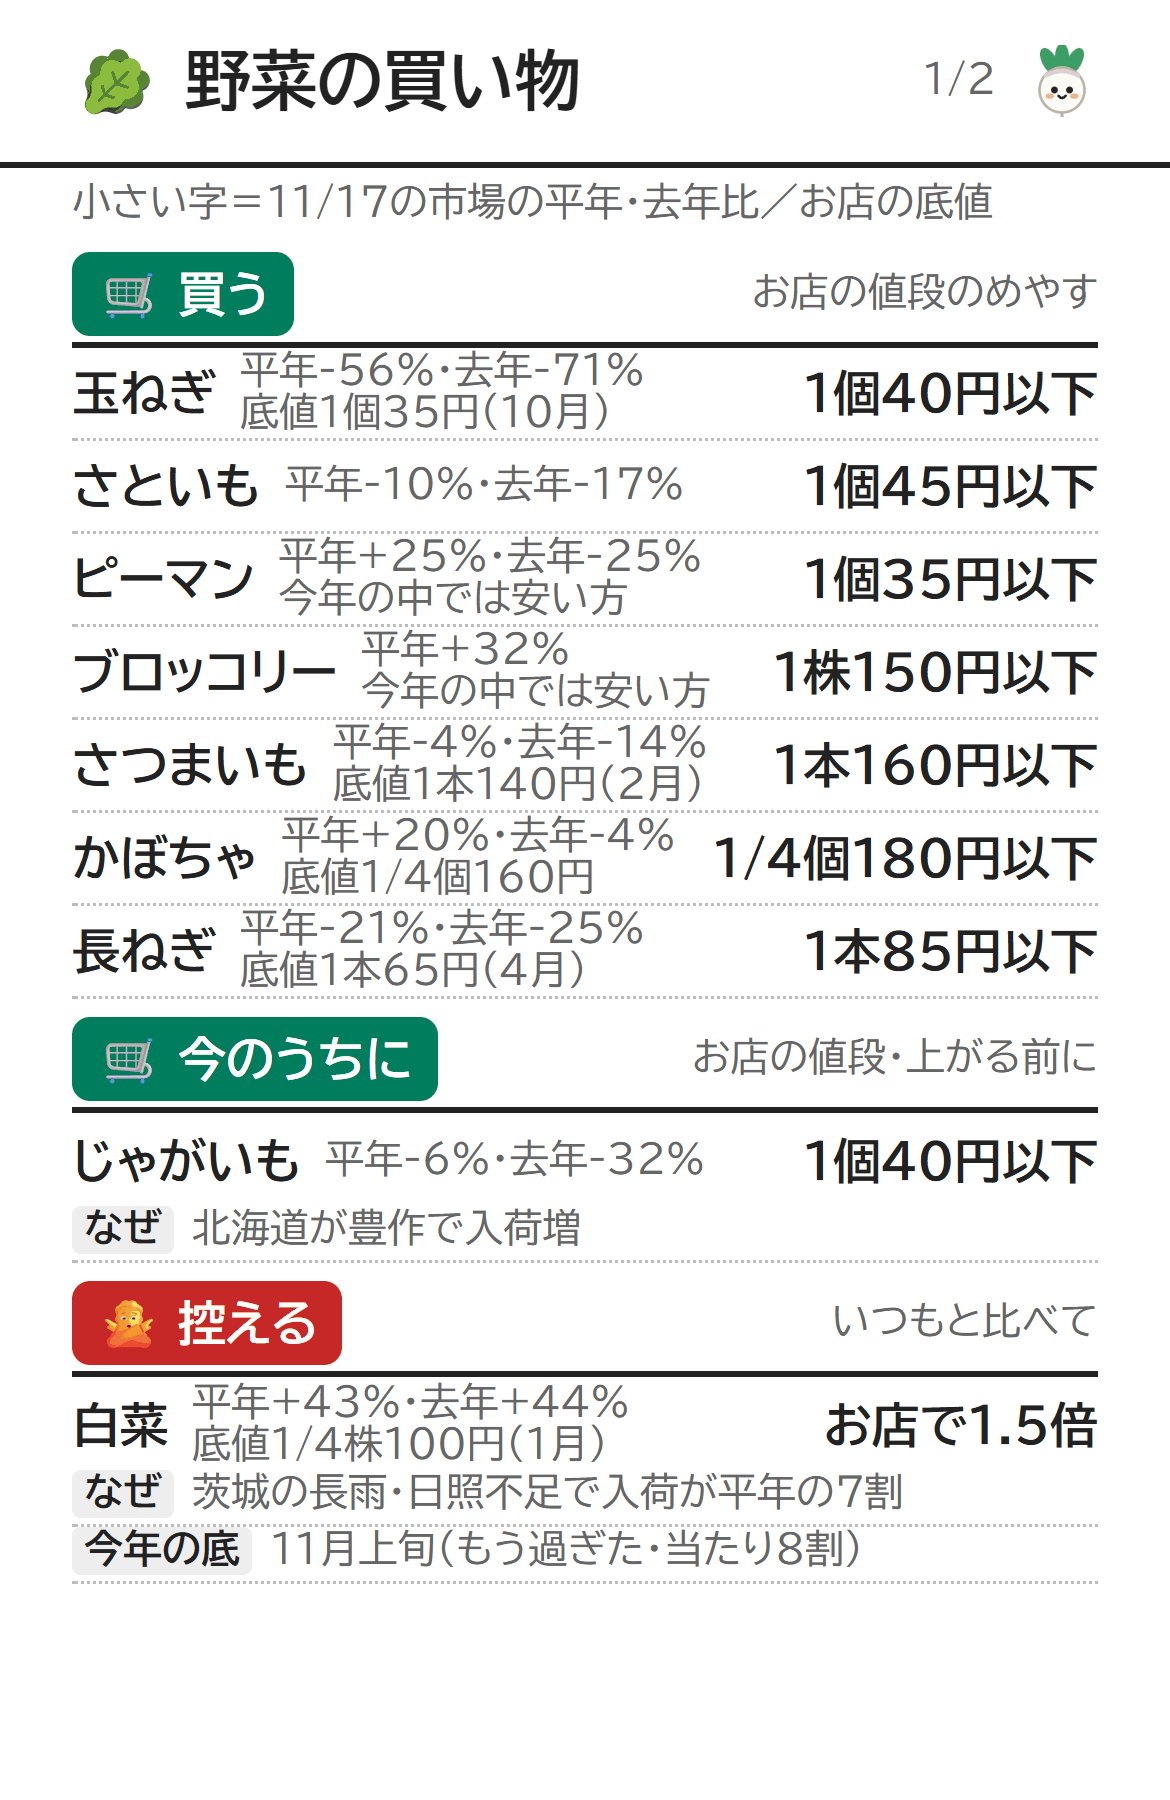 野菜の買い物
1/2
小さい字＝11/17の市場の平年・去年比／お店の底値
買う
お店の値段のめやす
玉ねぎ
平年-56%・去年-71%
底値1個35円(10月)
1個40円以下
さといも
平年-10%・去年-17%
1個45円以下
ピーマン
平年+25%・去年-25%
今年の中では安い方
1個35円以下
ブロッコリー
平年+32%
今年の中では安い方
1株150円以下
さつまいも
平年-4%・去年-14%
底値1本140円(2月)
1本160円以下
かぼちゃ
平年+20%・去年-4%
底値1/4個160円
1/4個180円以下
長ねぎ
平年-21%・去年-25%
底値1本65円(4月)
1本85円以下
今のうちに
お店の値段・上がる前に
じゃがいも
平年-6%・去年-32%
1個40円以下
なぜ 北海道が豊作で入荷増
控える
いつもと比べて
白菜
平年+43%・去年+44%
底値1/4株100円(1月)
お店で1.5倍
なぜ 茨城の長雨・日照不足で入荷が平年の7割
今年の底 11月上旬(もう過ぎた・当たり8割)